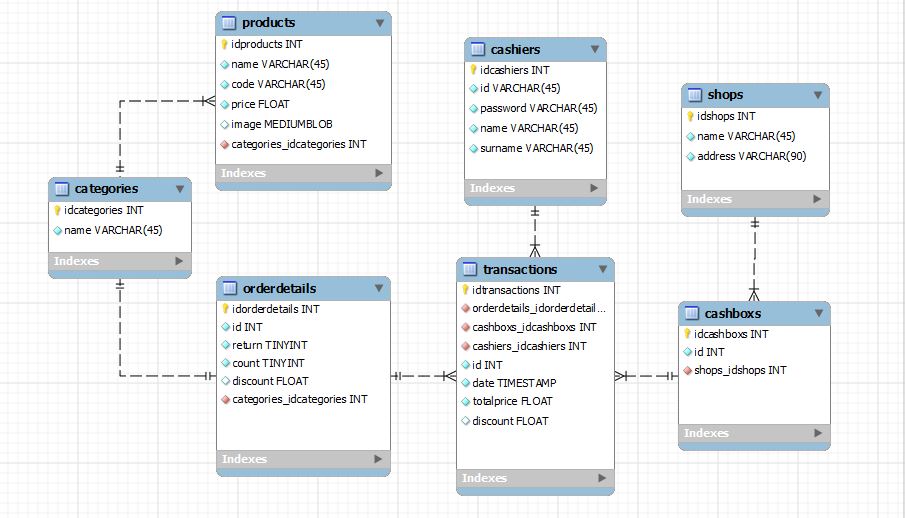 products
idproducts INT
name VARCHAR(45)
code VARCHAR(45)
price FLOAT
image MEDIUMBLOB
categories_idcategories INT
Indexes
cashiers
idcashiers INT
id VARCHAR(45)
password VARCHAR(45)
name VARCHAR(45)
surname VARCHAR(45)
Indexes
shops
idshops INT
name VARCHAR(45)
address VARCHAR(90)
Indexes
categories
idcategories INT
name VARCHAR(45)
Indexes
orderdetails
idorderdetails INT
id INT
return TINYINT
count TINYINT
discount FLOAT
categories_idcategories INT
Indexes
transactions
idtransactions INT
orderdetails_idorderdetail...
cashboxs_idcashboxs INT
cashiers_idcashiers INT
id INT
date TIMESTAMP
totalprice FLOAT
discount FLOAT
Indexes
cashboxs
idcashboxs INT
id INT
shops_idshops INT
Indexes